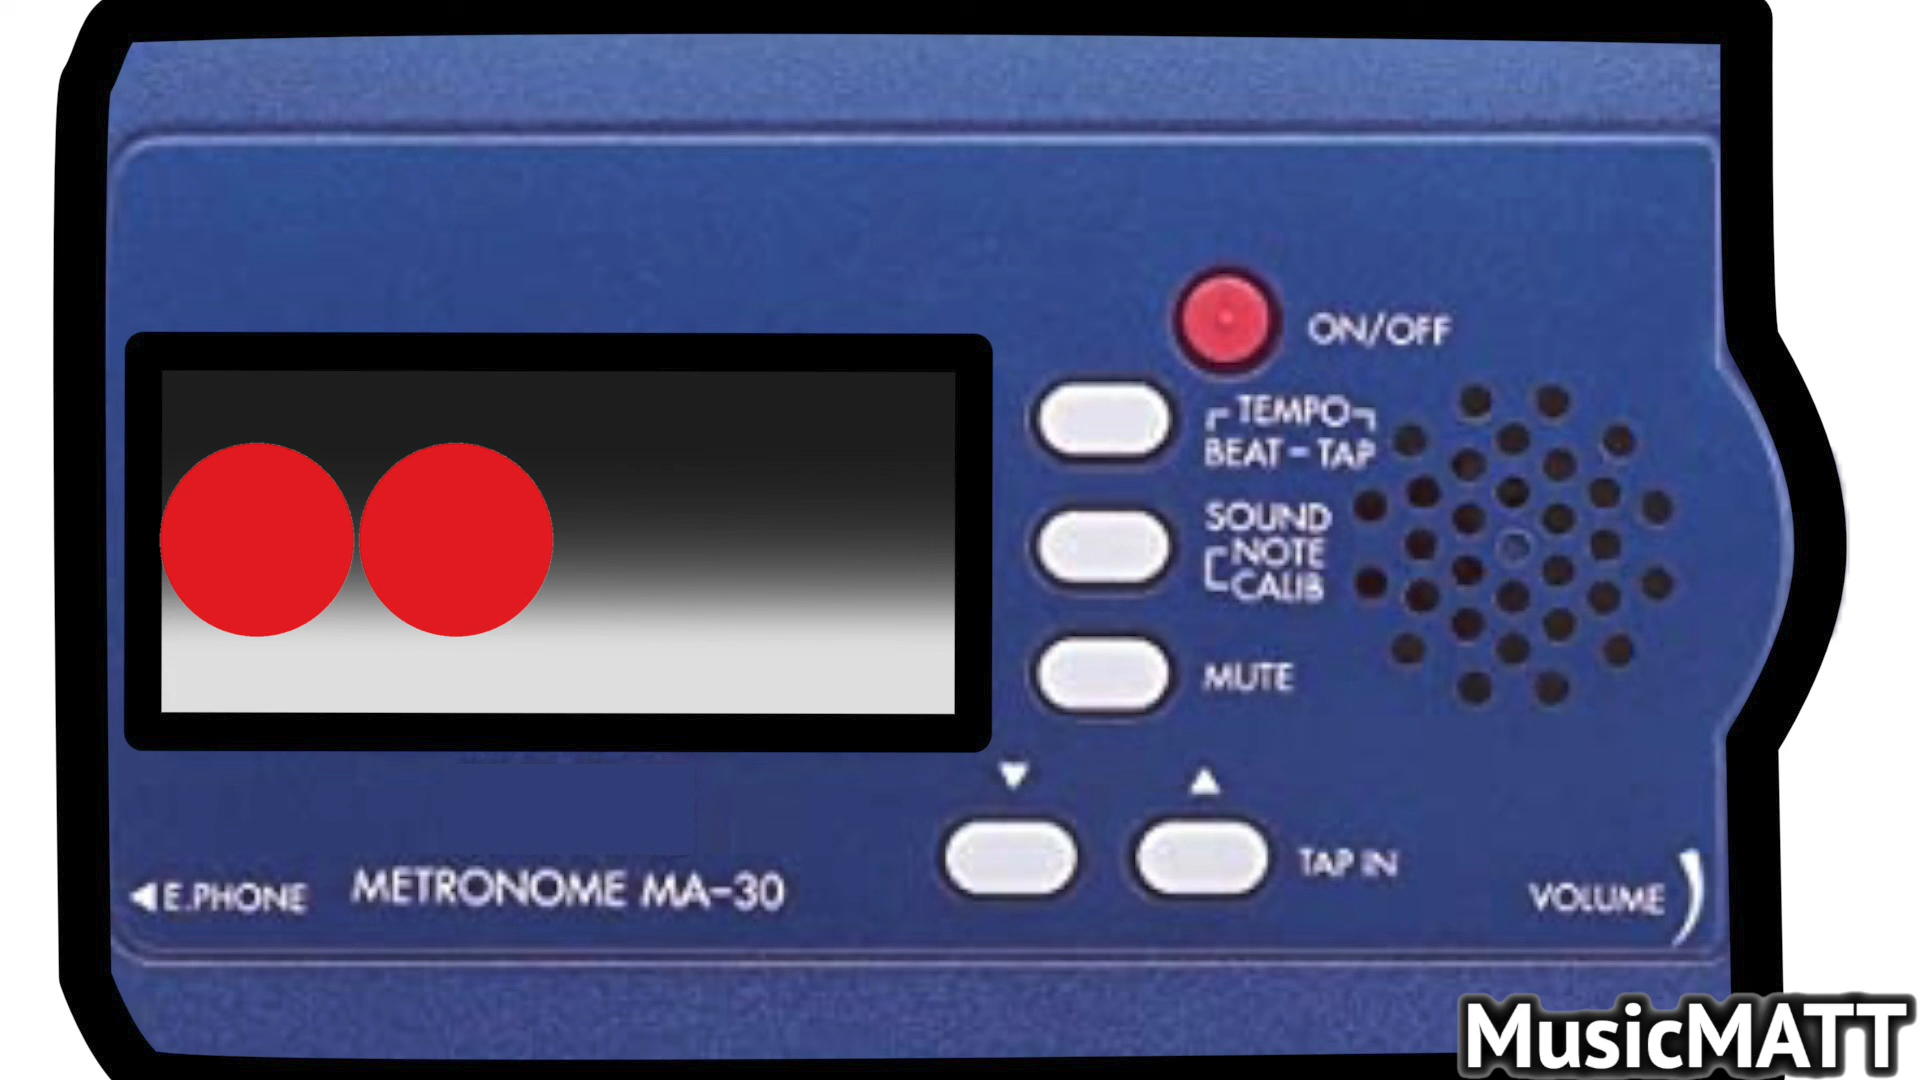 ON/OFF
TEMPO
BEAT - TAP
SOUND
NOTE
CALIB
MUTE
▼ ▲
TAP IN
◀E.PHONE
METRONOME MA-30
VOLUME
MusicMATT